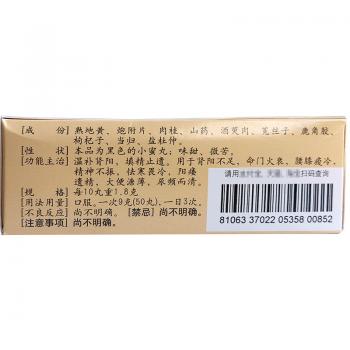 [成    份] 熟地黄、炮附片、肉桂、山药、酒萸肉、菟丝子、鹿角胶、
枸杞子、当归、盐杜仲。
[性    状] 本品为黑色的小蜜丸；味甜、微苦。
[功能主治] 温补肾阳，填精止遗。用于肾阳不足，命门火衰，腰膝痠冷，
精神不振，怯寒畏冷，阳痿
遗精，大便溏薄，尿频而清。
[规    格] 每10丸重1.8克
[用法用量] 口服。一次9克(50丸)，一日3次。
[不良反应] 尚不明确。[禁忌] 尚不明确。
[注意事项] 尚不明确。
请用
扫码查询
81063 37022 05358 00852